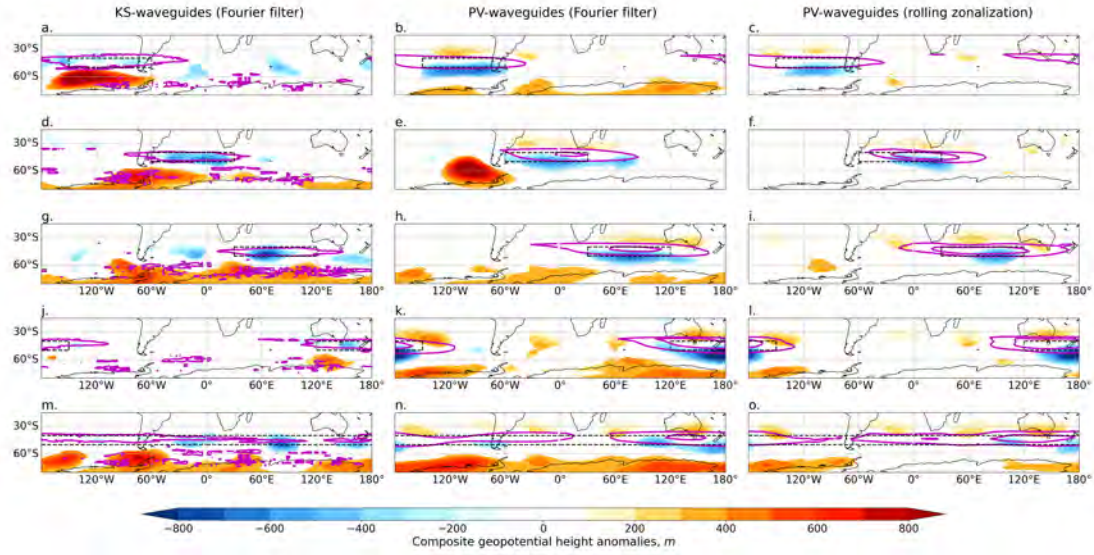 KS-waveguides (Fourier filter) PV-waveguides (Fourier filter) PV-waveguides (rolling zonalization)
a. b. c.
30°S
60°S
d. e. f.
30°S
60°S
g. h. i.
30°S
60°S
120°W 60°W 0° 60°E 120°E 180° 120°W 60°W 0° 60°E 120°E 180° 120°W 60°W 0° 60°E 120°E 180°
j. k. l.
30°S
60°S
120°W 60°W 0° 60°E 120°E 180° 120°W 60°W 0° 60°E 120°E 180° 120°W 60°W 0° 60°E 120°E 180°
m. n. o.
30°S
60°S
120°W 60°W 0° 60°E 120°E 180° 120°W 60°W 0° 60°E 120°E 180° 120°W 60°W 0° 60°E 120°E 180°
−800 −600 −400 −200 0 200 400 600 800
Composite geopotential height anomalies, m